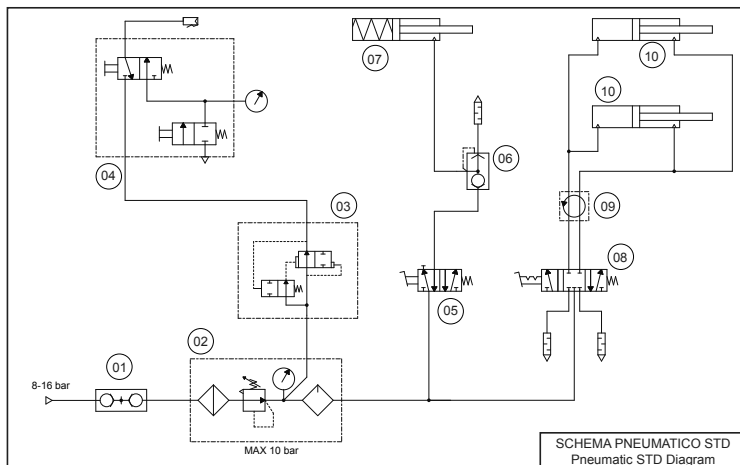 07
10
10
06
04
09
03
08
05
02
01
8-16 bar
MAX 10 bar
SCHEMA PNEUMATICO STD
Pneumatic STD Diagram